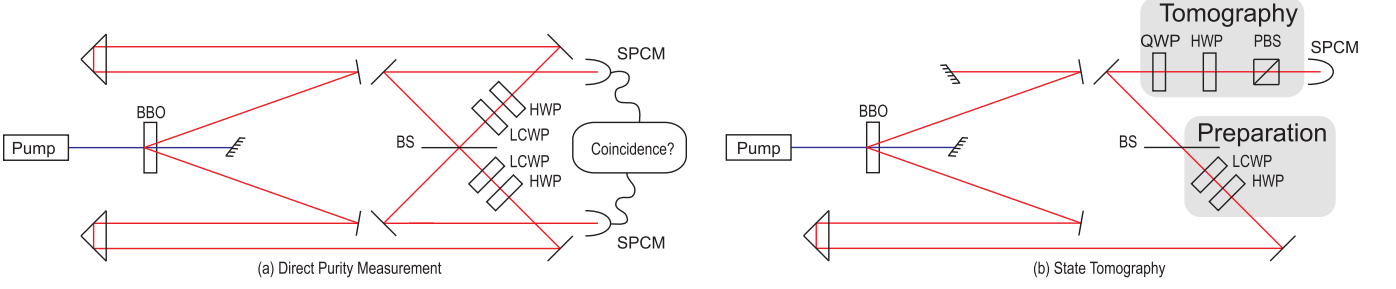 SPCM
HWP
LCWP
BBO
Pump
BS
Coincidence?
LCWP
HWP
SPCM
(a) Direct Purity Measurement
Tomography
QWP HWP PBS SPCM
BBO
Pump
Preparation
BS
LCWP
HWP
(b) State Tomography